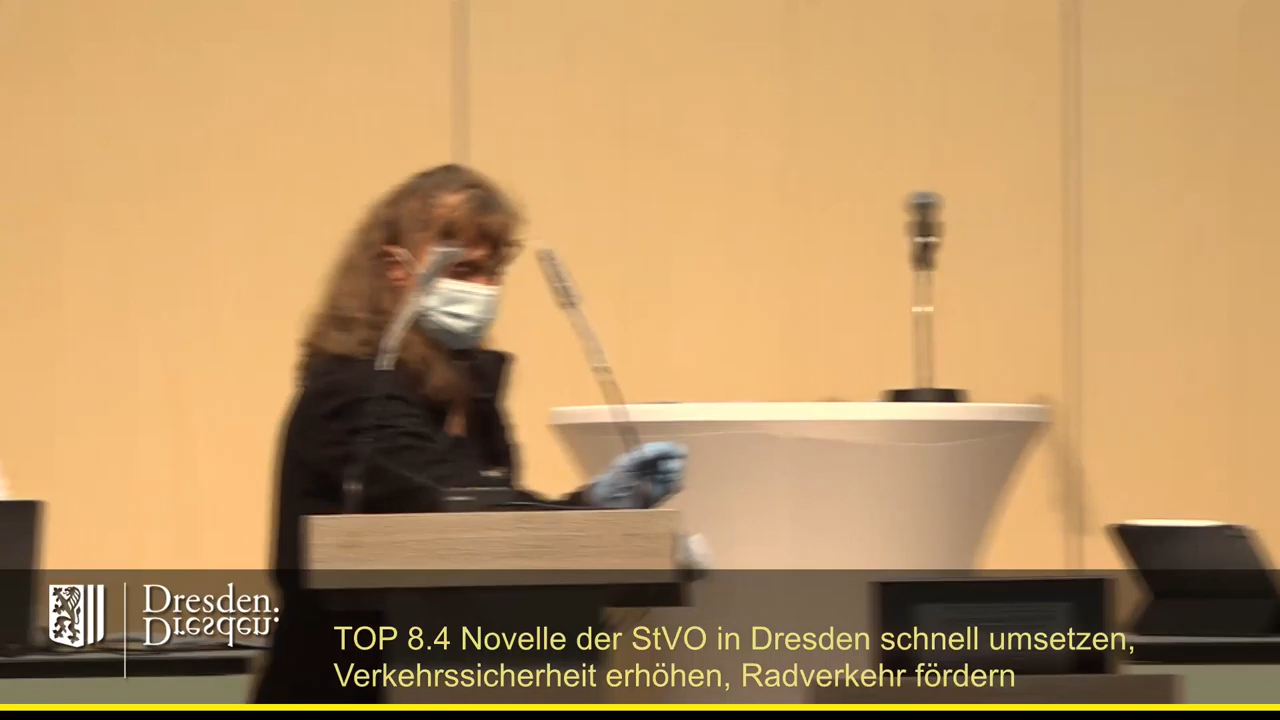 Dresden.
Dresden.
TOP 8.4 Novelle der StVO in Dresden schnell umsetzen,
Verkehrssicherheit erhöhen, Radverkehr fördern